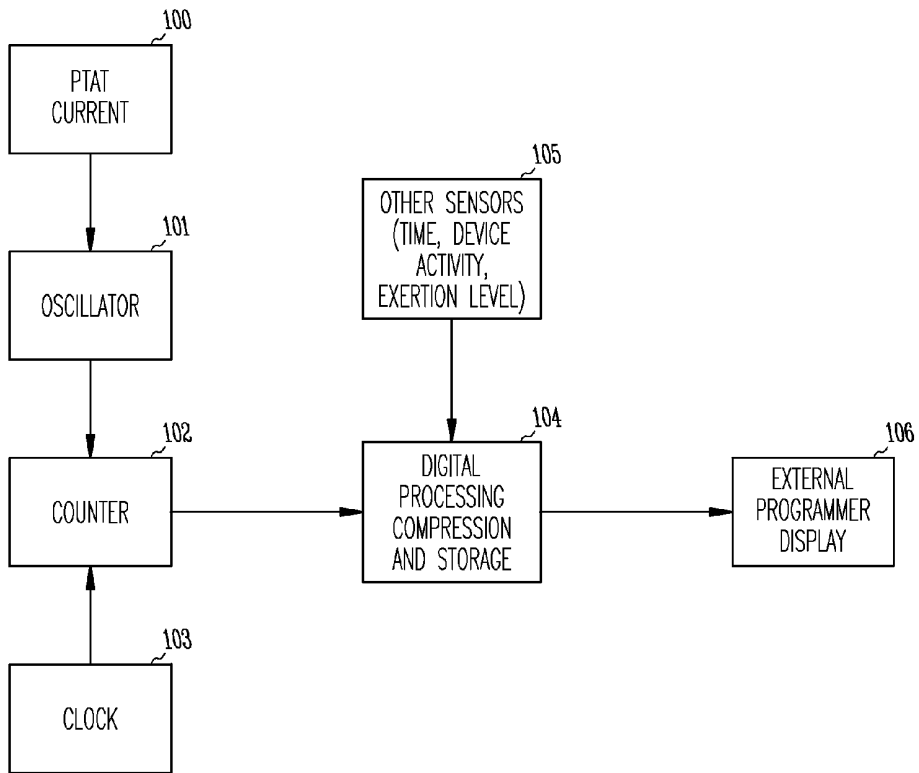 100
PTAT
CURRENT
101
OSCILLATOR
105
OTHER SENSORS
(TIME, DEVICE
ACTIVITY,
EXERTION LEVEL)
102
COUNTER
104
DIGITAL
PROCESSING
COMPRESSION
AND STORAGE
106
EXTERNAL
PROGRAMMER
DISPLAY
103
CLOCK